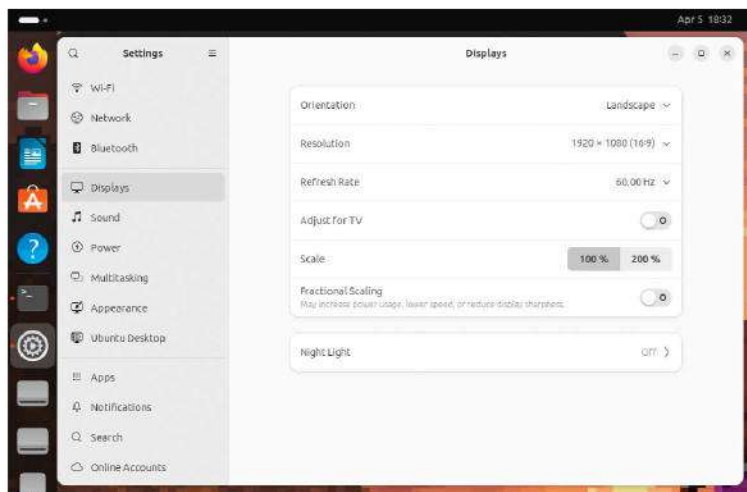 Apr 5 18:32
Settings
Displays
Wi-Fi
Network
Bluetooth
Displays
Sound
Power
Multitasking
Appearance
Ubuntu Desktop
Apps
Notifications
Search
Online Accounts
Orientation
Landscape
Resolution
1920 × 1080 (16:9)
Refresh Rate
60.00 Hz
Adjust for TV
Scale
100 %
200 %
Fractional Scaling
May increase power usage, lower speed, or reduce display sharpness.
Night Light
Off